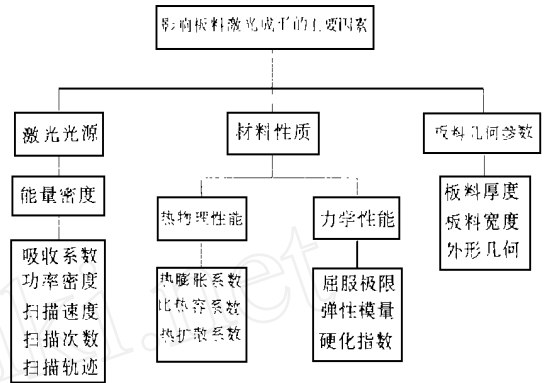 影响板料激光成形的主要因素
激光光源
材料性质
板料几何参数
能量密度
热物理性能
力学性能
板料厚度
板料宽度
外形几何
吸收系数
功率密度
扫描速度
扫描次数
扫描轨迹
热膨胀系数
比热容系数
热扩散系数
屈服极限
弹性模量
硬化指数